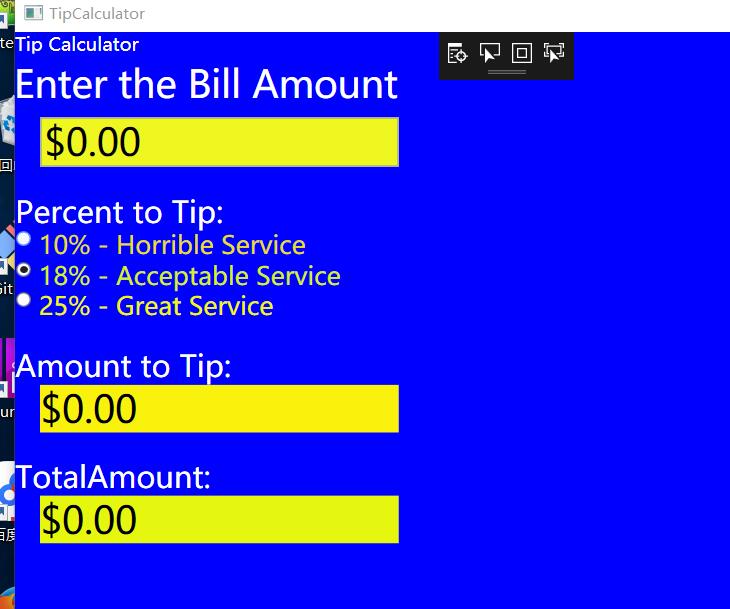 TipCalculator
Tip Calculator
Enter the Bill Amount
$0.00
Percent to Tip:
10% - Horrible Service
18% - Acceptable Service
25% - Great Service
Amount to Tip:
$0.00
TotalAmount:
$0.00